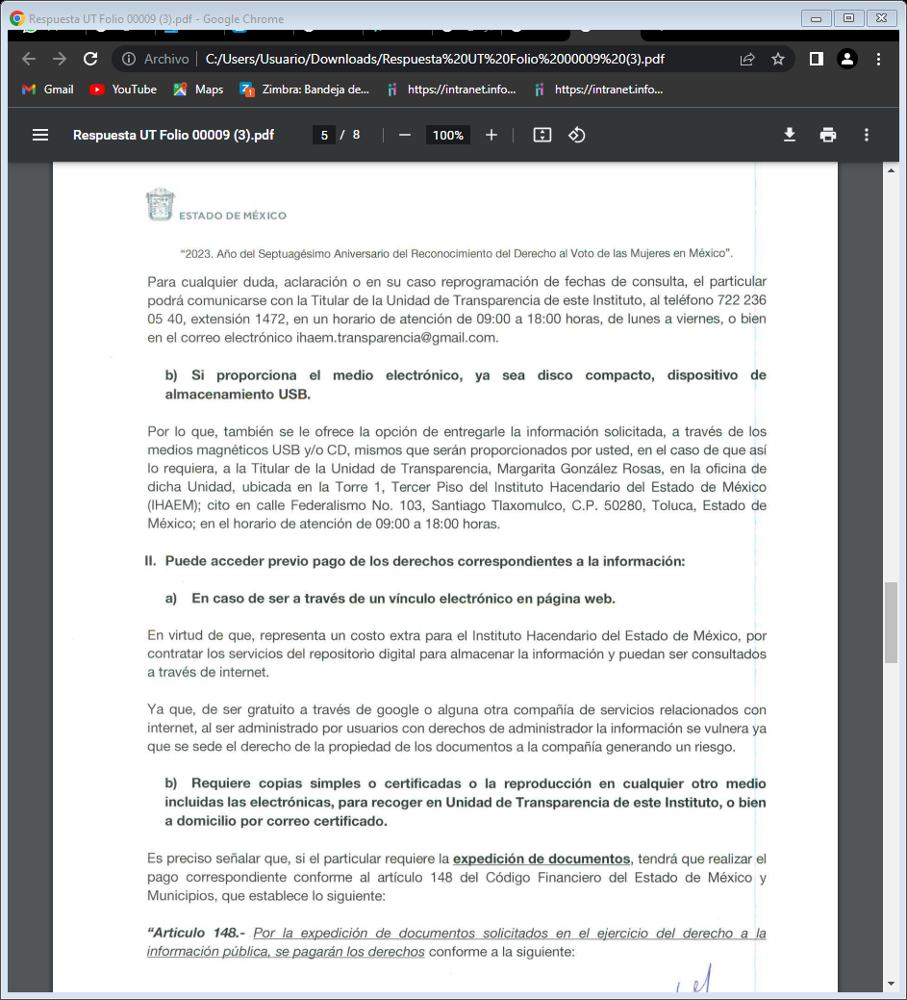 Respuesta UT Folio 00009 (3).pdf - Google Chrome
Archivo C:/Users/Usuario/Downloads/Respuesta%20UT%20Folio%2000009%20(3).pdf
Gmail YouTube Maps Zimbra: Bandeja de... https://intranet.info... https://intranet.info...
Respuesta UT Folio 00009 (3).pdf 5 / 8 — 100% +
ESTADO DE MÉXICO
“2023. Año del Septuagésimo Aniversario del Reconocimiento del Derecho al Voto de las Mujeres en México”.
Para cualquier duda, aclaración o en su caso reprogramación de fechas de consulta, el particular
podrá comunicarse con la Titular de la Unidad de Transparencia de este Instituto, al teléfono 722 236
05 40, extensión 1472, en un horario de atención de 09:00 a 18:00 horas, de lunes a viernes, o bien
en el correo electrónico ihaem.transparencia@gmail.com.
b) Si proporciona el medio electrónico, ya sea disco compacto, dispositivo de
almacenamiento USB.
Por lo que, también se le ofrece la opción de entregarle la información solicitada, a través de los
medios magnéticos USB y/o CD, mismos que serán proporcionados por usted, en el caso de que así
lo requiera, a la Titular de la Unidad de Transparencia, Margarita González Rosas, en la oficina de
dicha Unidad, ubicada en la Torre 1, Tercer Piso del Instituto Hacendario del Estado de México
(IHAEM); cito en calle Federalismo No. 103, Santiago Tlaxomulco, C.P. 50280, Toluca, Estado de
México; en el horario de atención de 09:00 a 18:00 horas.
II. Puede acceder previo pago de los derechos correspondientes a la información:
a) En caso de ser a través de un vínculo electrónico en página web.
En virtud de que, representa un costo extra para el Instituto Hacendario del Estado de México, por
contratar los servicios del repositorio digital para almacenar la información y puedan ser consultados
a través de internet.
Ya que, de ser gratuito a través de google o alguna otra compañía de servicios relacionados con
internet, al ser administrado por usuarios con derechos de administrador la información se vulnera ya
que se sede el derecho de la propiedad de los documentos a la compañía generando un riesgo.
b) Requiere copias simples o certificadas o la reproducción en cualquier otro medio
incluidas las electrónicas, para recoger en Unidad de Transparencia de este Instituto, o bien
a domicilio por correo certificado.
Es preciso señalar que, si el particular requiere la expedición de documentos, tendrá que realizar el
pago correspondiente conforme al artículo 148 del Código Financiero del Estado de México y
Municipios, que establece lo siguiente:
“Articulo 148.- Por la expedición de documentos solicitados en el ejercicio del derecho a la
información pública, se pagarán los derechos conforme a la siguiente: